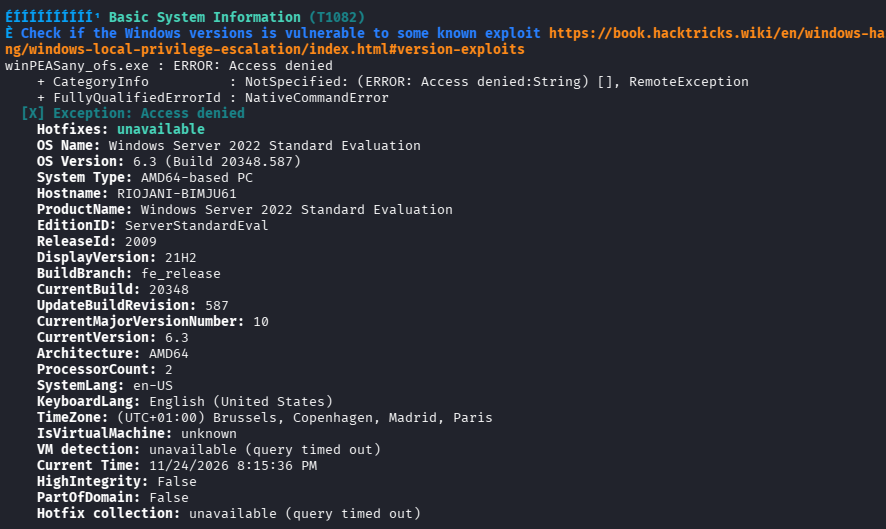 ÉÍÍÍÍÍÍÍÍÍÍ¹ Basic System Information (T1082)
È Check if the Windows versions is vulnerable to some known exploit https://book.hacktricks.wiki/en/windows-ha
ng/windows-local-privilege-escalation/index.html#version-exploits
winPEASany_ofs.exe : ERROR: Access denied
    + CategoryInfo          : NotSpecified: (ERROR: Access denied:String) [], RemoteException
    + FullyQualifiedErrorId : NativeCommandError
  [X] Exception: Access denied
    Hotfixes: unavailable
    OS Name: Windows Server 2022 Standard Evaluation
    OS Version: 6.3 (Build 20348.587)
    System Type: AMD64-based PC
    Hostname: RIOJANI-BIMJU61
    ProductName: Windows Server 2022 Standard Evaluation
    EditionID: ServerStandardEval
    ReleaseId: 2009
    DisplayVersion: 21H2
    BuildBranch: fe_release
    CurrentBuild: 20348
    UpdateBuildRevision: 587
    CurrentMajorVersionNumber: 10
    CurrentVersion: 6.3
    Architecture: AMD64
    ProcessorCount: 2
    SystemLang: en-US
    KeyboardLang: English (United States)
    TimeZone: (UTC+01:00) Brussels, Copenhagen, Madrid, Paris
    IsVirtualMachine: unknown
    VM detection: unavailable (query timed out)
    Current Time: 11/24/2026 8:15:36 PM
    HighIntegrity: False
    PartOfDomain: False
    Hotfix collection: unavailable (query timed out)